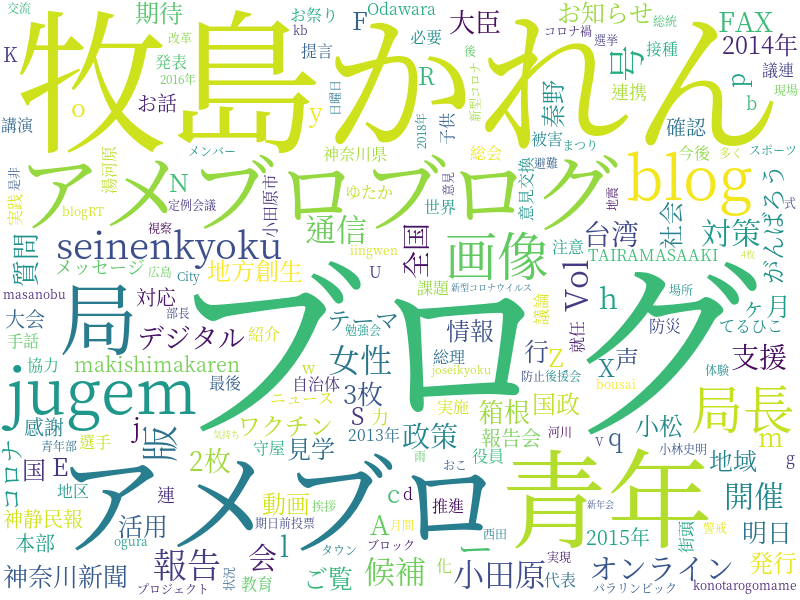 交流
期待
お祭り
Odawara
総統
改革
kb
F
大臣
コロナ禍
選挙
お知らせ
FAX
2014年
K
発表
2016年
提言
必要
後
号
接種
議連
現場
牧島かれん
R
新型コロナ
連携
p
b
o
お話
y
日曜日
2018年
子供
秦野
確認
講演
被害
まつり
メンバー
神奈川県
総会
避難
今後
多く
スポーツ
アメブロブログ
blog
是非
実践
湯河原
N
定例会議
小田原市
ゆたか
世界
意見
意見交換
地震
式
blogRT
視察
通信
全国
社会
がんばろう
質問
seinenkyoku
iingwen
画像
台湾
対策
注意
メッセージ
広島
地方創生
U
TAIRAMASAAKI
masanobu
City
課題
新型コロナウイルス
4枚
対応
部長
Vol
h
場所
ヶ月
大会
局
ブログ
テーマ
勉強会
議論
就任
防災
てるひこ
手話
デジタル
紹介
情報
行
声
makishimakaren
女性
総理
joseikyoku
Z
X
支援
協力
最後
w
自治体
防止
後援会
bousai
体験
jugem
ニュース
3枚
実施
箱根
国政
局長
感謝
j
ワクチン
S
力
小松
青年部
選手
版
気持ち
2013年
政策
報告会
河川
v
q
m
コロナ
国
E
2枚
守屋
見学
雨
役員
小林史明
地域
g
地区
連
アメブロ
おこ
青年
神静民報
動画
挨拶
c
d
推進
新年会
開催
本部
活用
期日前投票
A
月間
西田
2015年
街頭
警戒
明日
ogura
l
タウン
ブロック
ー
報告
会
実現
オンライン
発行
神奈川新聞
プロジェクト
状況
教育
ご覧
候補
化
小田原
代表
パラリンピック
konotarogomame